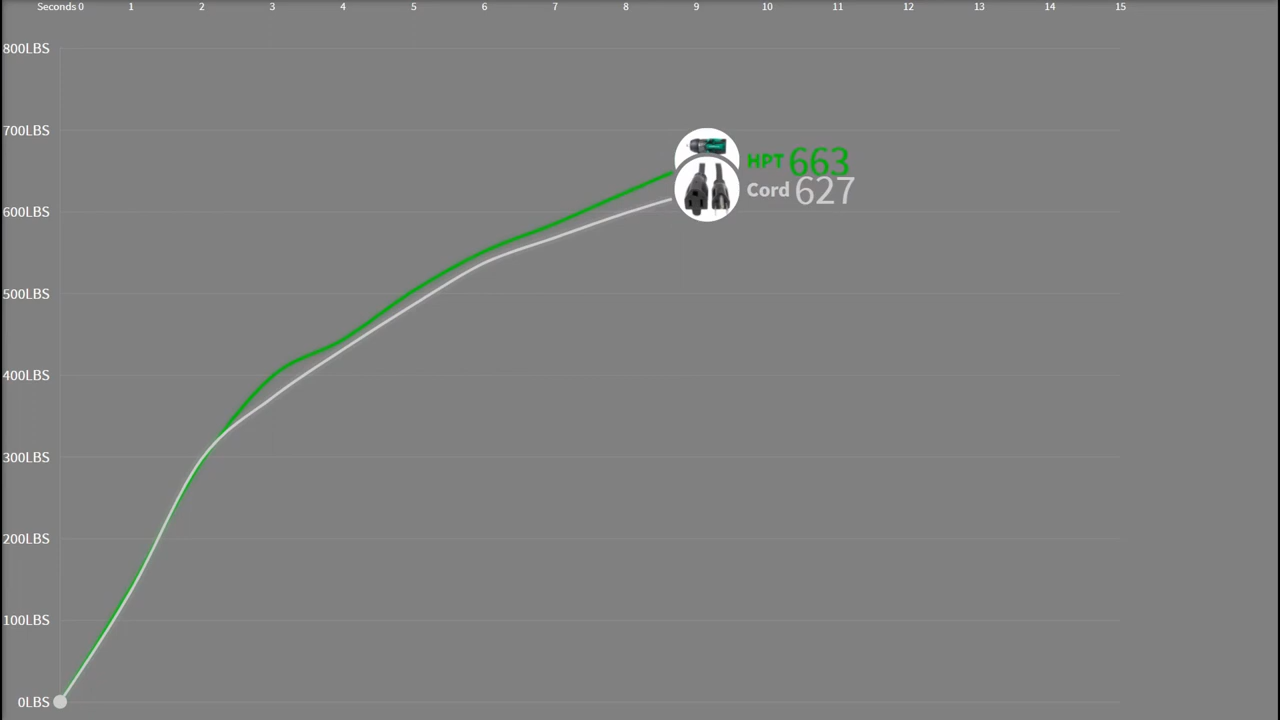 Seconds 0 1 2 3 4 5 6 7 8 9 10 11 12 13 14 15
800LBS
700LBS
HPT 663
Cord 627
600LBS
500LBS
400LBS
300LBS
200LBS
100LBS
0LBS